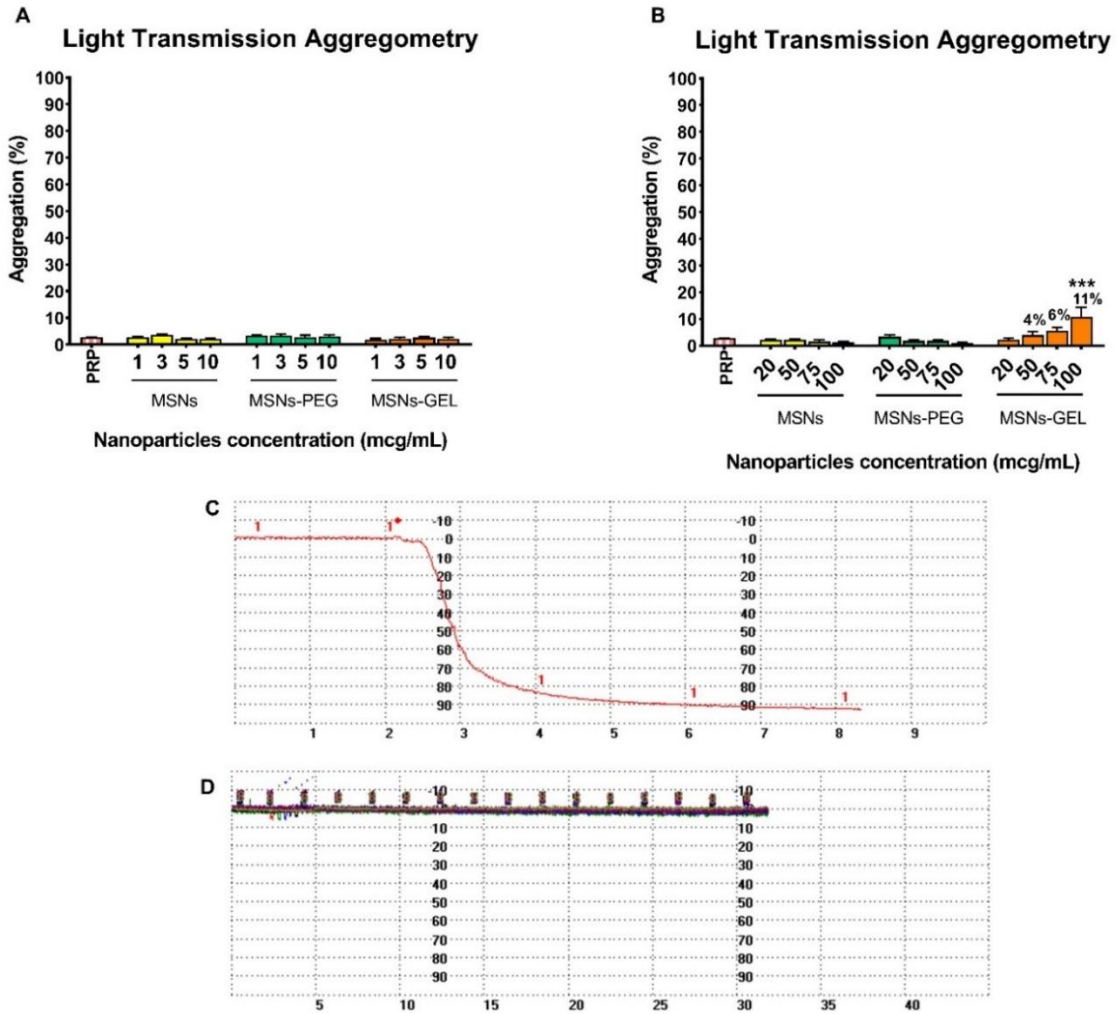 A
Light Transmission Aggregometry
100
90
80
70
60
50
40
30
20
10
0
Aggregation (%)
PRP
1 3 5 10 1 3 5 10 1 3 5 10
MSNs MSNs-PEG MSNs-GEL
Nanoparticles concentration (mcg/mL)
B
Light Transmission Aggregometry
100
90
80
70
60
50
40
30
20
10
0
Aggregation (%)
***
4% 6% 11%
PRP
20 50 75 100 20 50 75 100 20 50 75 100
MSNs MSNs-PEG MSNs-GEL
Nanoparticles concentration (mcg/mL)
C
1 1 -10 -10
0 0
10 10
20 20
30 30
40 40
50 50
60 60
70 70
80 1 80
90 1 90 1
1 2 3 4 5 6 7 8 9
D
-10 -10
10 10
20 20
30 30
40 40
50 50
60 60
70 70
80 80
90 90
5 10 15 20 25 30 35 40